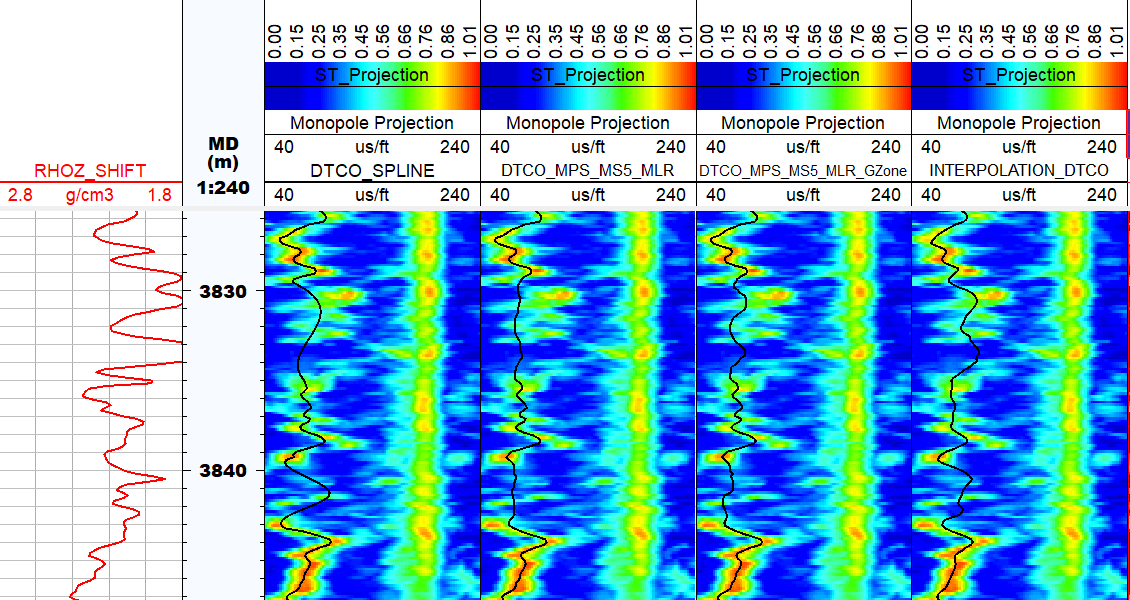 0.00 0.15 0.25 0.35 0.45 0.56 0.66 0.76 0.86 1.01 0.00 0.15 0.25 0.35 0.45 0.56 0.66 0.76 0.86 1.01 0.00 0.15 0.25 0.35 0.45 0.56 0.66 0.76 0.86 1.01 0.00 0.15 0.25 0.35 0.45 0.56 0.66 0.76 0.86 1.01
ST_Projection ST_Projection ST_Projection ST_Projection
Monopole Projection Monopole Projection Monopole Projection Monopole Projection
MD 40 us/ft 240 40 us/ft 240 40 us/ft 240 40 us/ft 240
(m)
RHOZ_SHIFT DTCO_SPLINE DTCO_MPS_MS5_MLR DTCO_MPS_MS5_MLR_GZone INTERPOLATION_DTCO
2.8 g/cm3 1.8 1:240 40 us/ft 240 40 us/ft 240 40 us/ft 240 40 us/ft 240
3830
3840